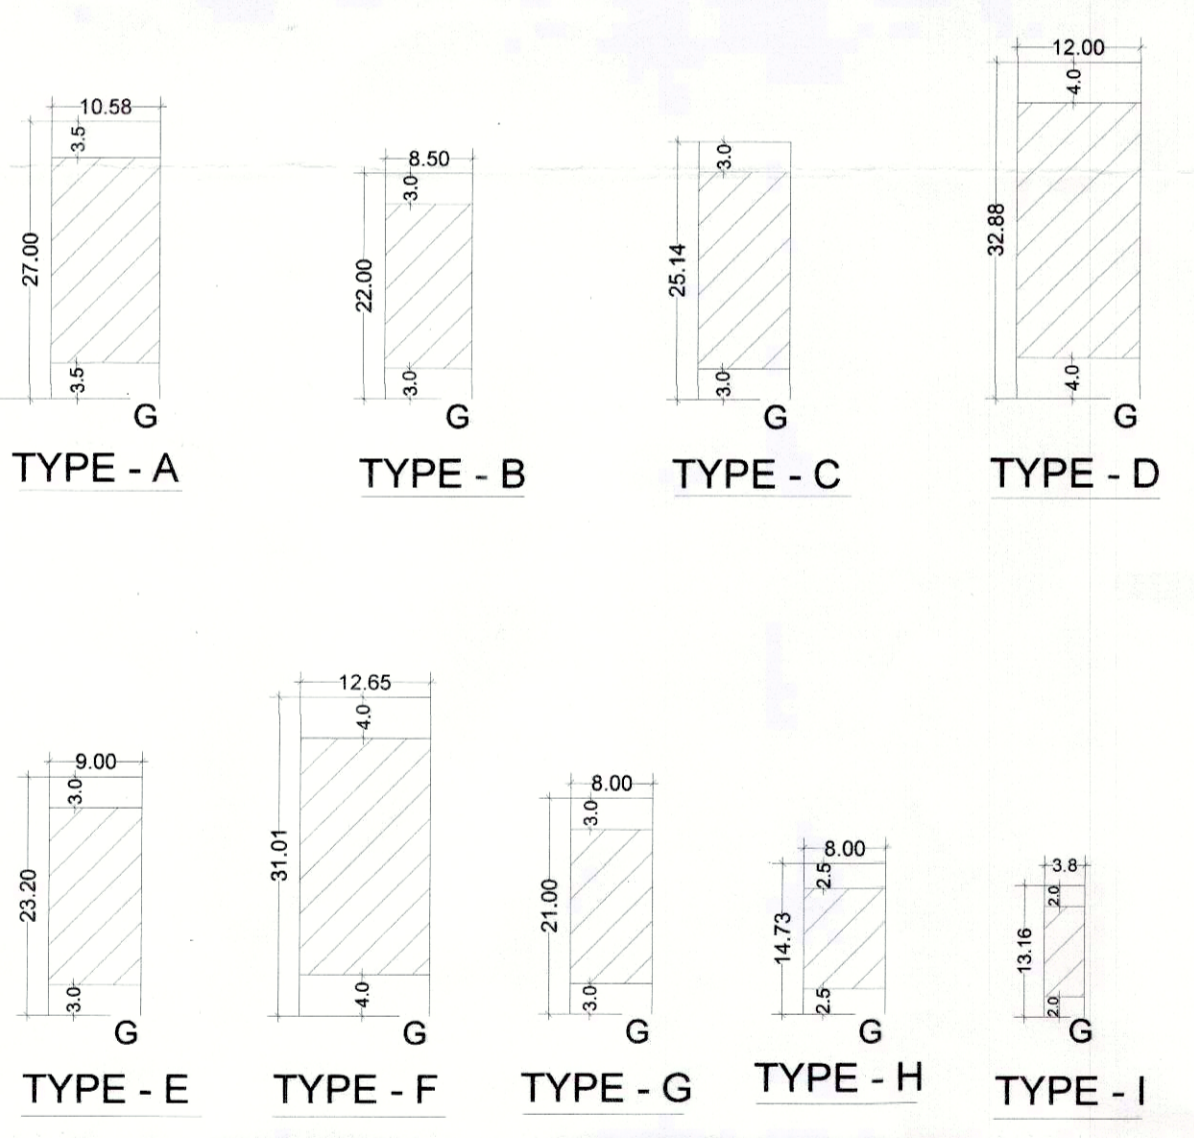 10.58
3.5
27.00
3.5
G
TYPE - A
8.50
3.0
22.00
3.0
G
TYPE - B
3.0
25.14
3.0
G
TYPE - C
12.00
4.0
32.88
4.0
G
TYPE - D
9.00
3.0
23.20
3.0
G
TYPE - E
12.65
4.0
31.01
4.0
G
TYPE - F
8.00
3.0
21.00
3.0
G
TYPE - G
8.00
2.5
14.73
2.5
G
TYPE - H
3.8
2.0
13.16
2.0
G
TYPE - I